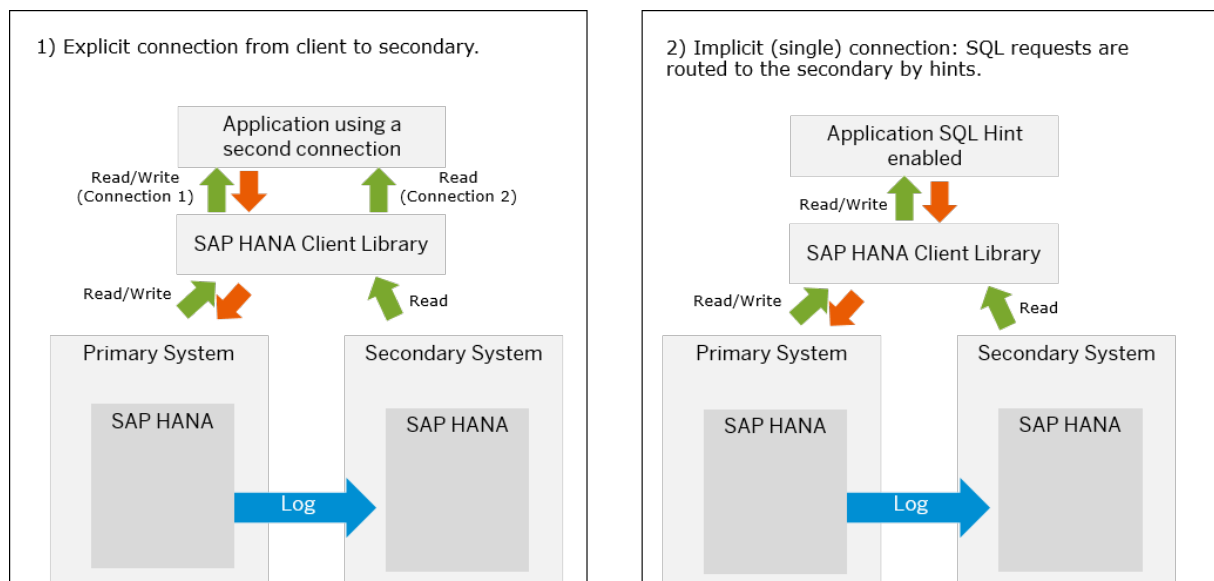 1) Explicit connection from client to secondary.
Application using a
second connection
Read/Write
(Connection 1)
Read
(Connection 2)
SAP HANA Client Library
Read/Write
Read
Primary System
Secondary System
SAP HANA
SAP HANA
Log
2) Implicit (single) connection: SQL requests are
routed to the secondary by hints.
Application SQL Hint
enabled
Read/Write
SAP HANA Client Library
Read/Write
Read
Primary System
Secondary System
SAP HANA
SAP HANA
Log